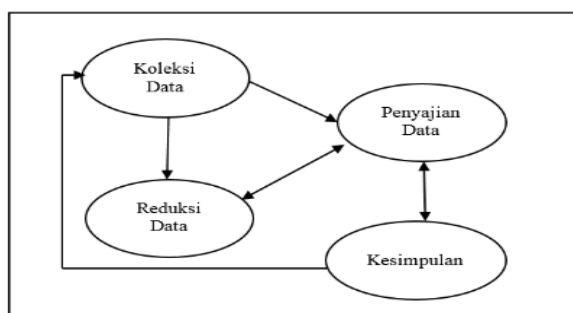 Koleksi
Data
Penyajian
Data
Reduksi
Data
Kesimpulan